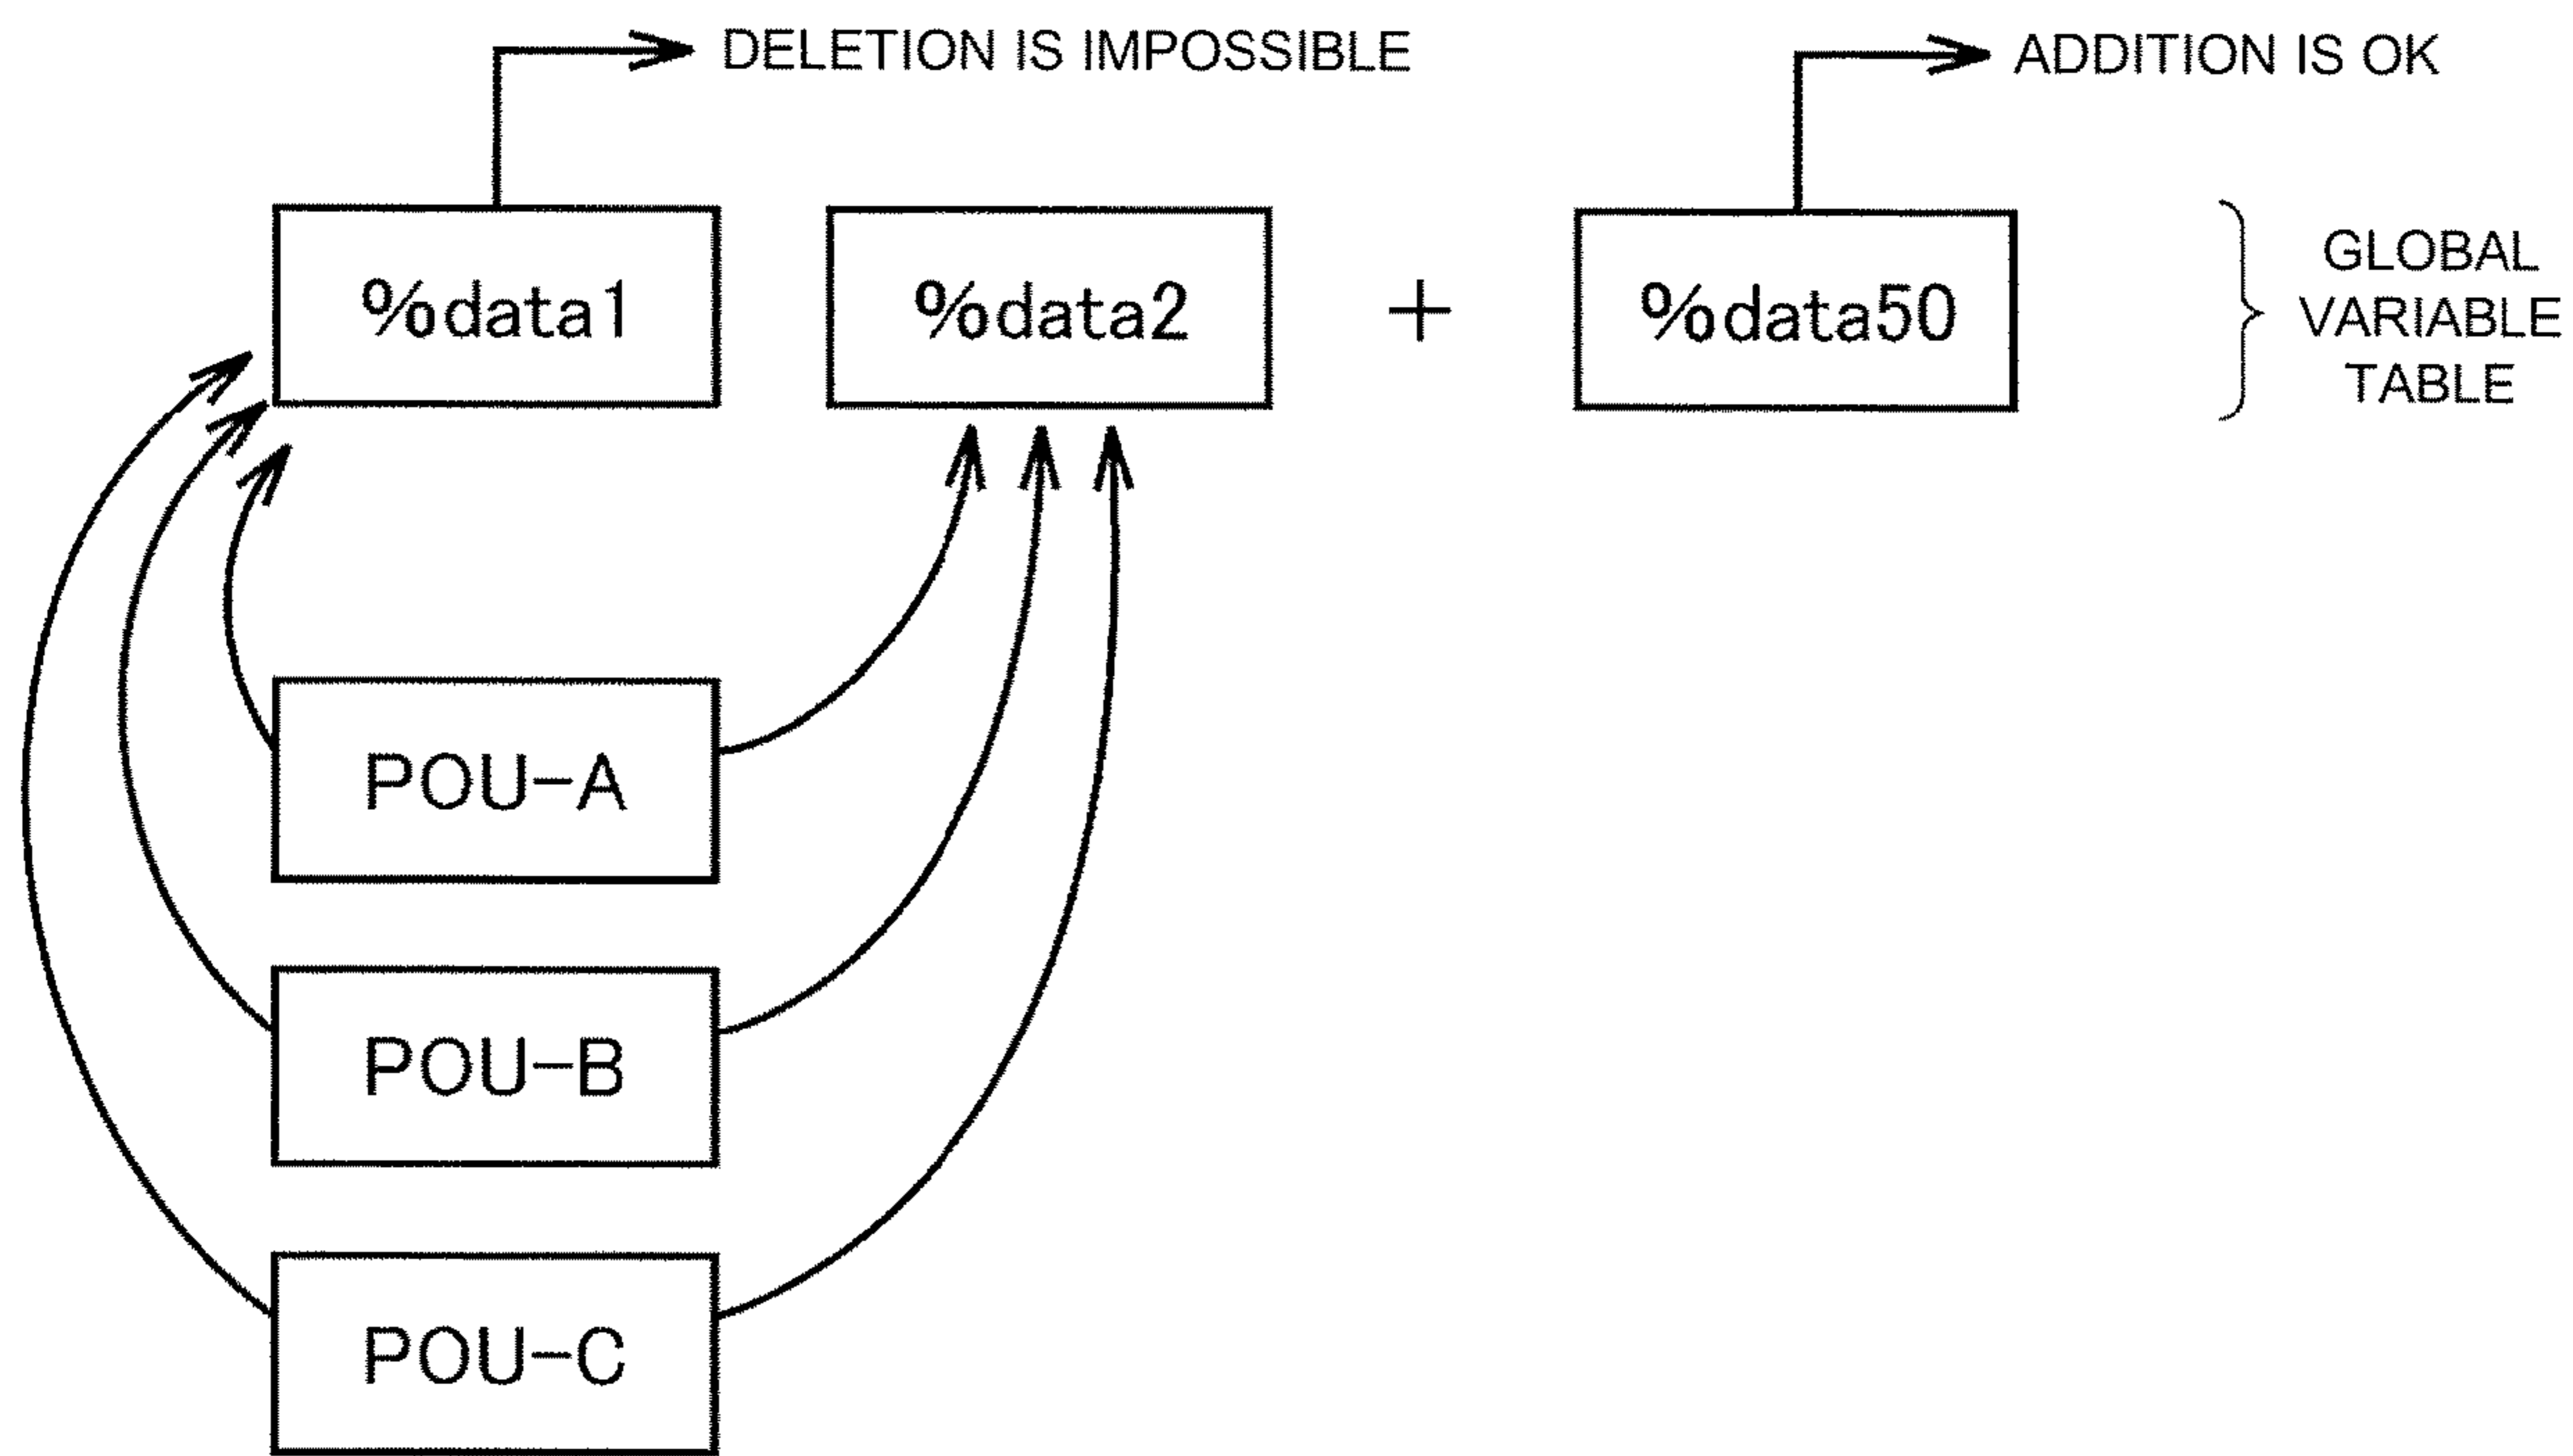 DELETION IS IMPOSSIBLE
ADDITION IS OK
%data1
%data2
+
%data50
GLOBAL
VARIABLE
TABLE
POU-A
POU-B
POU-C